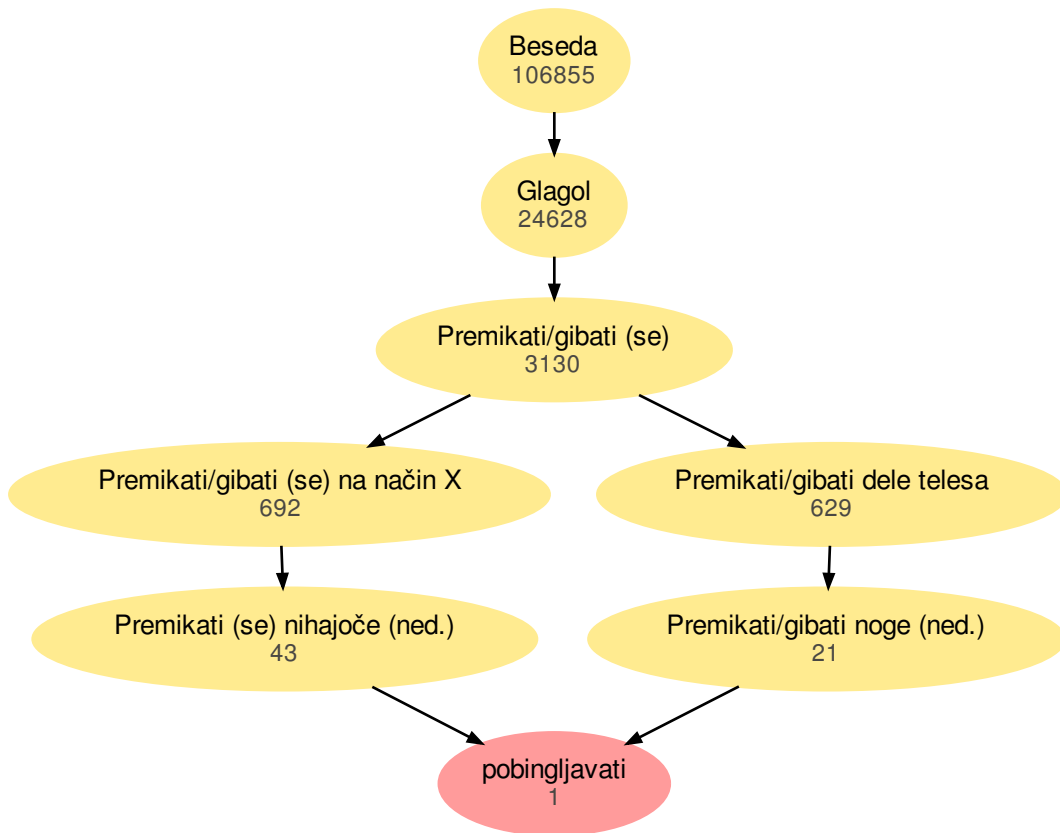 Beseda
106855
Glagol
24628
Premikati/gibati (se)
3130
Premikati/gibati (se) na način X
692
Premikati/gibati dele telesa
629
Premikati (se) nihajoče (ned.)
43
Premikati/gibati noge (ned.)
21
pobingljavati
1